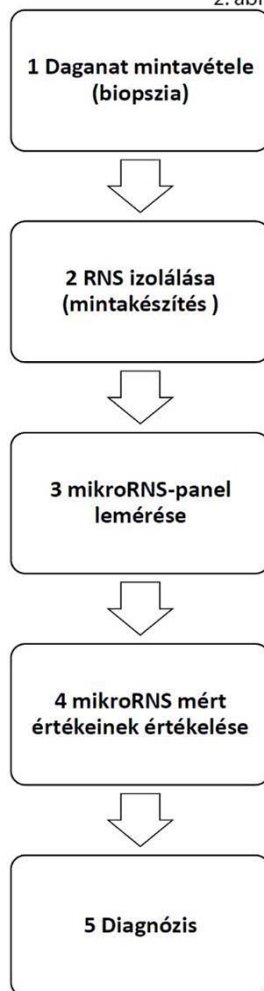 1 Daganat mintavétele
(biopszia)
2 RNS izolálása
(mintakészítés )
3 mikroRNS-panel
lemérése
4 mikroRNS mért
értékeinek értékelése
5 Diagnózis